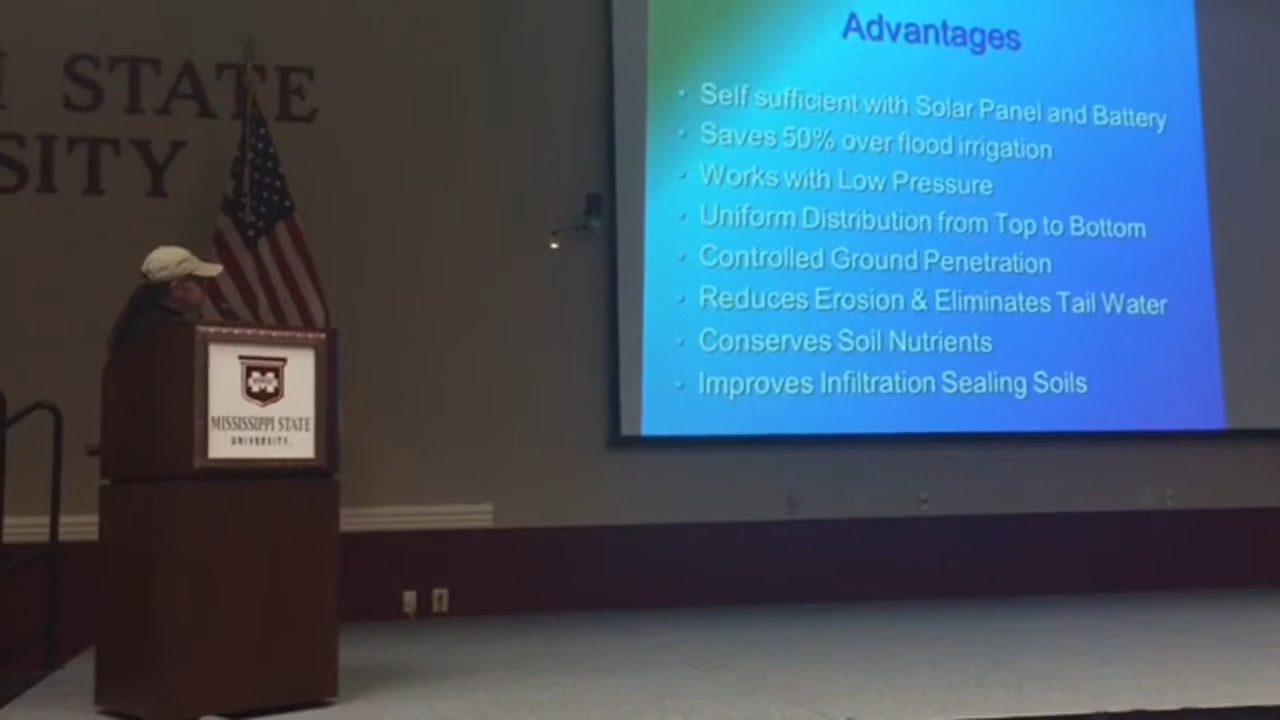 STATE
SITY
MISSISSIPPI STATE
UNIVERSITY
Advantages
Self sufficient with Solar Panel and Battery
Saves 50% over flood irrigation
Works with Low Pressure
Uniform Distribution from Top to Bottom
Controlled Ground Penetration
Reduces Erosion & Eliminates Tail Water
Conserves Soil Nutrients
Improves Infiltration Sealing Soils